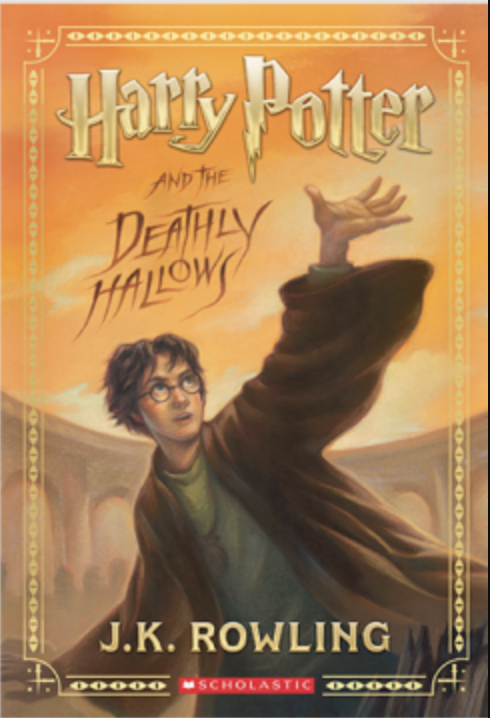 Harry Potter
AND THE
DEATHLY
HALLOWS
J.K. ROWLING
SCHOLASTIC